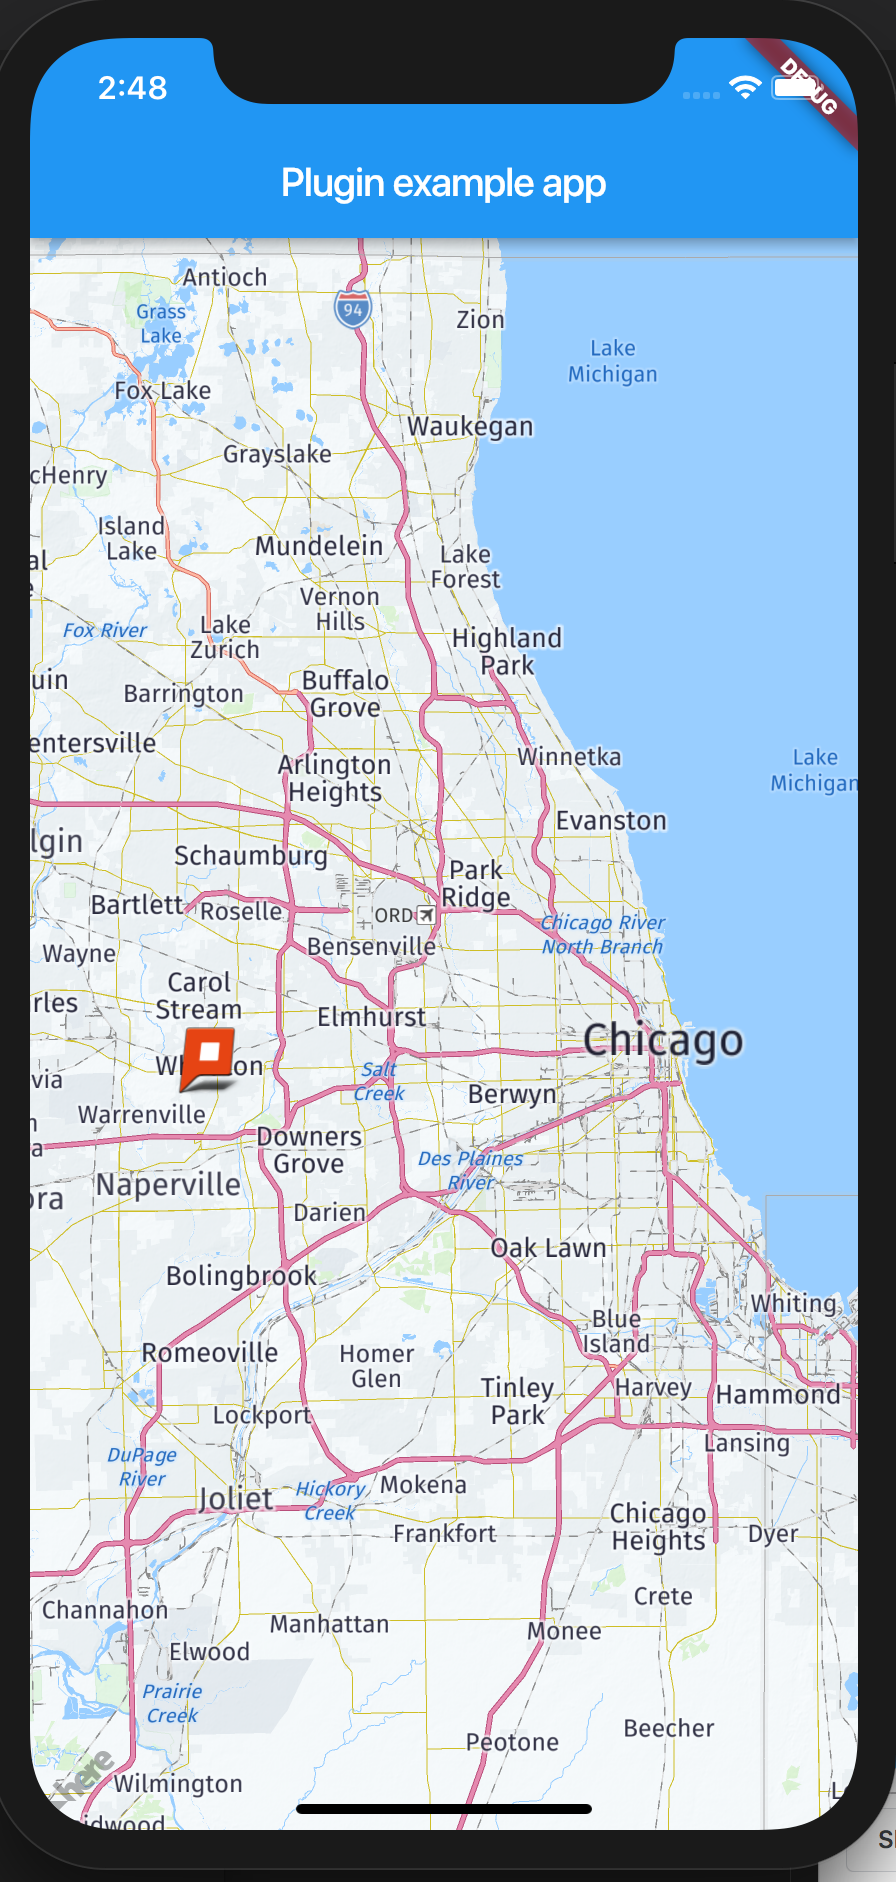 2:48
DEBUG
Plugin example app
Antioch
94
Grass
Lake
Zion
Lake
Michigan
Fox Lake
Waukegan
Grayslake
cHenry
Island
Lake
Mundelein
Lake
Forest
al
Vernon
Hills
Fox River
Lake
Zurich
Highland
Park
uin
Barrington
Buffalo
Grove
entersville
Winnetka
Lake
Michigan
Arlington
Heights
Evanston
lgin
Schaumburg
Park
Ridge
Bartlett
Roselle
ORD
Chicago River
North Branch
Wayne
Bensenville
Carol
Stream
rles
Elmhurst
Chicago
Wh
on
via
Salt
Creek
Berwyn
Warrenville
Downers
Grove
a
Des Plaines
River
Naperville
ora
Darien
Oak Lawn
Bolingbrook
Whiting
Blue
Island
Romeoville
Homer
Glen
Tinley
Park
Harvey
Hammond
Lockport
Lansing
DuPage
River
Joliet
Hickory
Creek
Mokena
Chicago
Heights
Frankfort
Dyer
Crete
Channahon
Manhattan
Monee
Elwood
Prairie
Creek
Beecher
Peotone
here
Wilmington
idwood